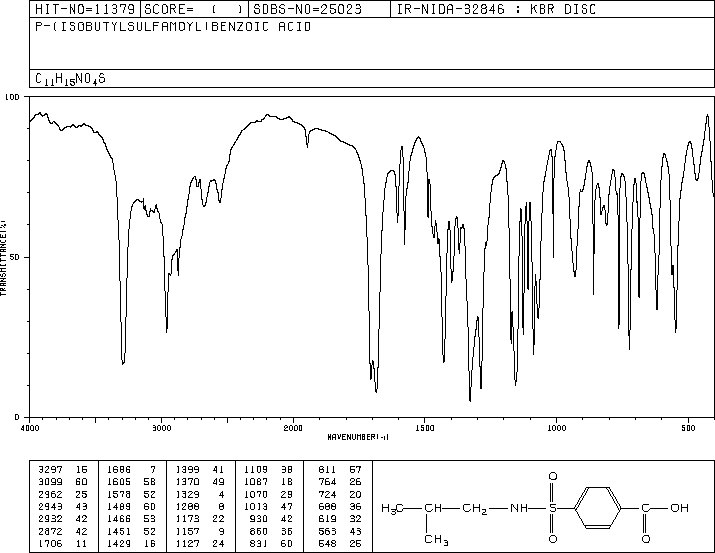 HIT-NO=11379 SCORE= ( ) SDBS-NO=25023 IR-NIDA-32846 : KBR DISC
P-(ISOBUTYLSULFAMOYL)BENZOIC ACID
C11H15NO4S
100
50
0
TRANSMITTANCE(%)
4000 3000 2000 1500 1000 500
WAVENUMBER(-1)
3297 16 1686 7 1399 41 1109 38 811 57
3099 60 1605 58 1370 49 1087 18 764 26
2962 25 1578 52 1329 4 1070 29 724 20
2943 43 1489 60 1288 8 1013 47 688 36
2932 42 1466 53 1173 22 930 42 619 32
2872 42 1451 52 1157 9 860 36 563 43
1706 11 1429 16 1127 24 831 60 548 25
O
H3C CH CH2 NH S C OH
CH3 O O